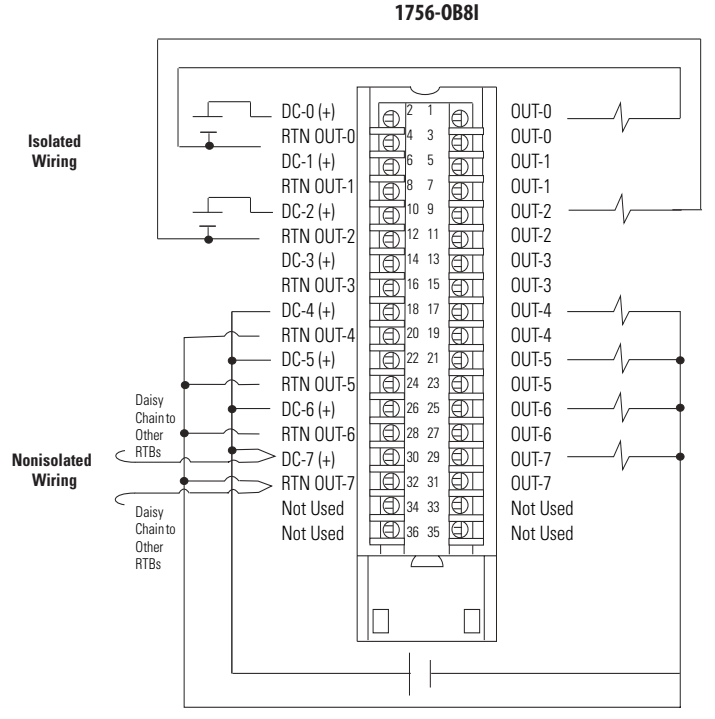 1756-OB8I
Isolated
Wiring
DC-0 (+) 2 1 OUT-0
RTN OUT-0 4 3 OUT-0
DC-1 (+) 6 5 OUT-1
RTN OUT-1 8 7 OUT-1
DC-2 (+) 10 9 OUT-2
RTN OUT-2 12 11 OUT-2
DC-3 (+) 14 13 OUT-3
RTN OUT-3 16 15 OUT-3
DC-4 (+) 18 17 OUT-4
RTN OUT-4 20 19 OUT-4
DC-5 (+) 22 21 OUT-5
RTN OUT-5 24 23 OUT-5
DC-6 (+) 26 25 OUT-6
RTN OUT-6 28 27 OUT-6
DC-7 (+) 30 29 OUT-7
RTN OUT-7 32 31 OUT-7
Not Used 34 33 Not Used
Not Used 36 35 Not Used
Daisy
Chain to
Other
RTBs
Nonisolated
Wiring
Daisy
Chain to
Other
RTBs